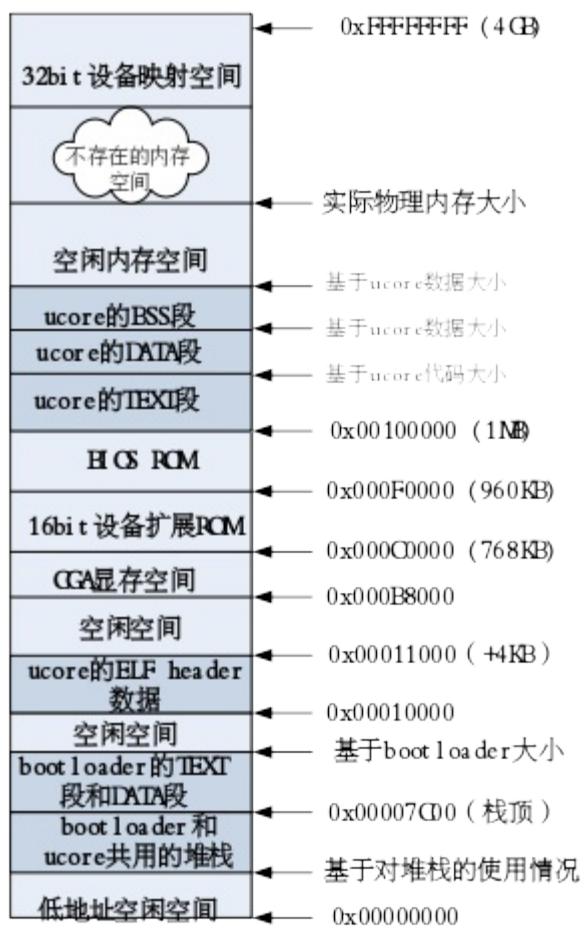 0xFFFFFFFF（4GB）
32bit设备映射空间
不存在的内存
空间
实际物理内存大小
空闲内存空间
基于ucore数据大小
ucore的BSS段
基于ucore数据大小
ucore的DATA段
基于ucore代码大小
ucore的TEXT段
0x00100000（1MB）
BIOS ROM
0x000F0000（960KB）
16bit设备扩展ROM
0x000C0000（768KB）
CGA显存空间
0x000B8000
空闲空间
0x00011000（+4KB）
ucore的ELF header
数据
0x00010000
空闲空间
基于bootloader大小
bootloader的TEXT
段和DATA段
0x00007C00（栈顶）
bootloader和
ucore共用的堆栈
基于对堆栈的使用情况
低地址空闲空间
0x00000000